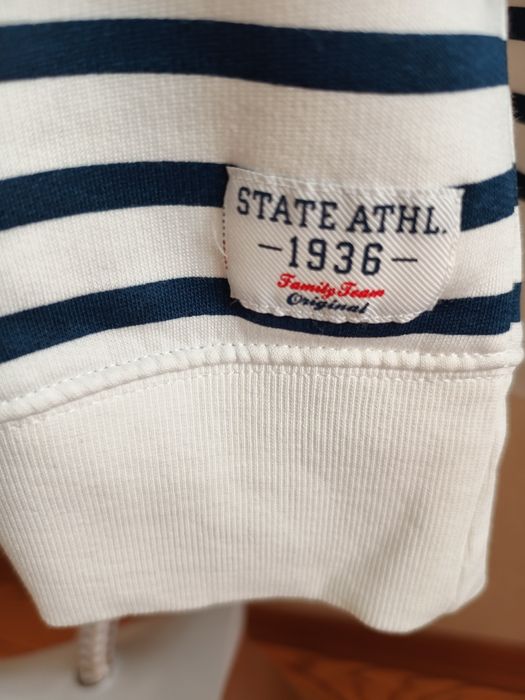 STATE ATHL.
-1936-
Family Team
Original